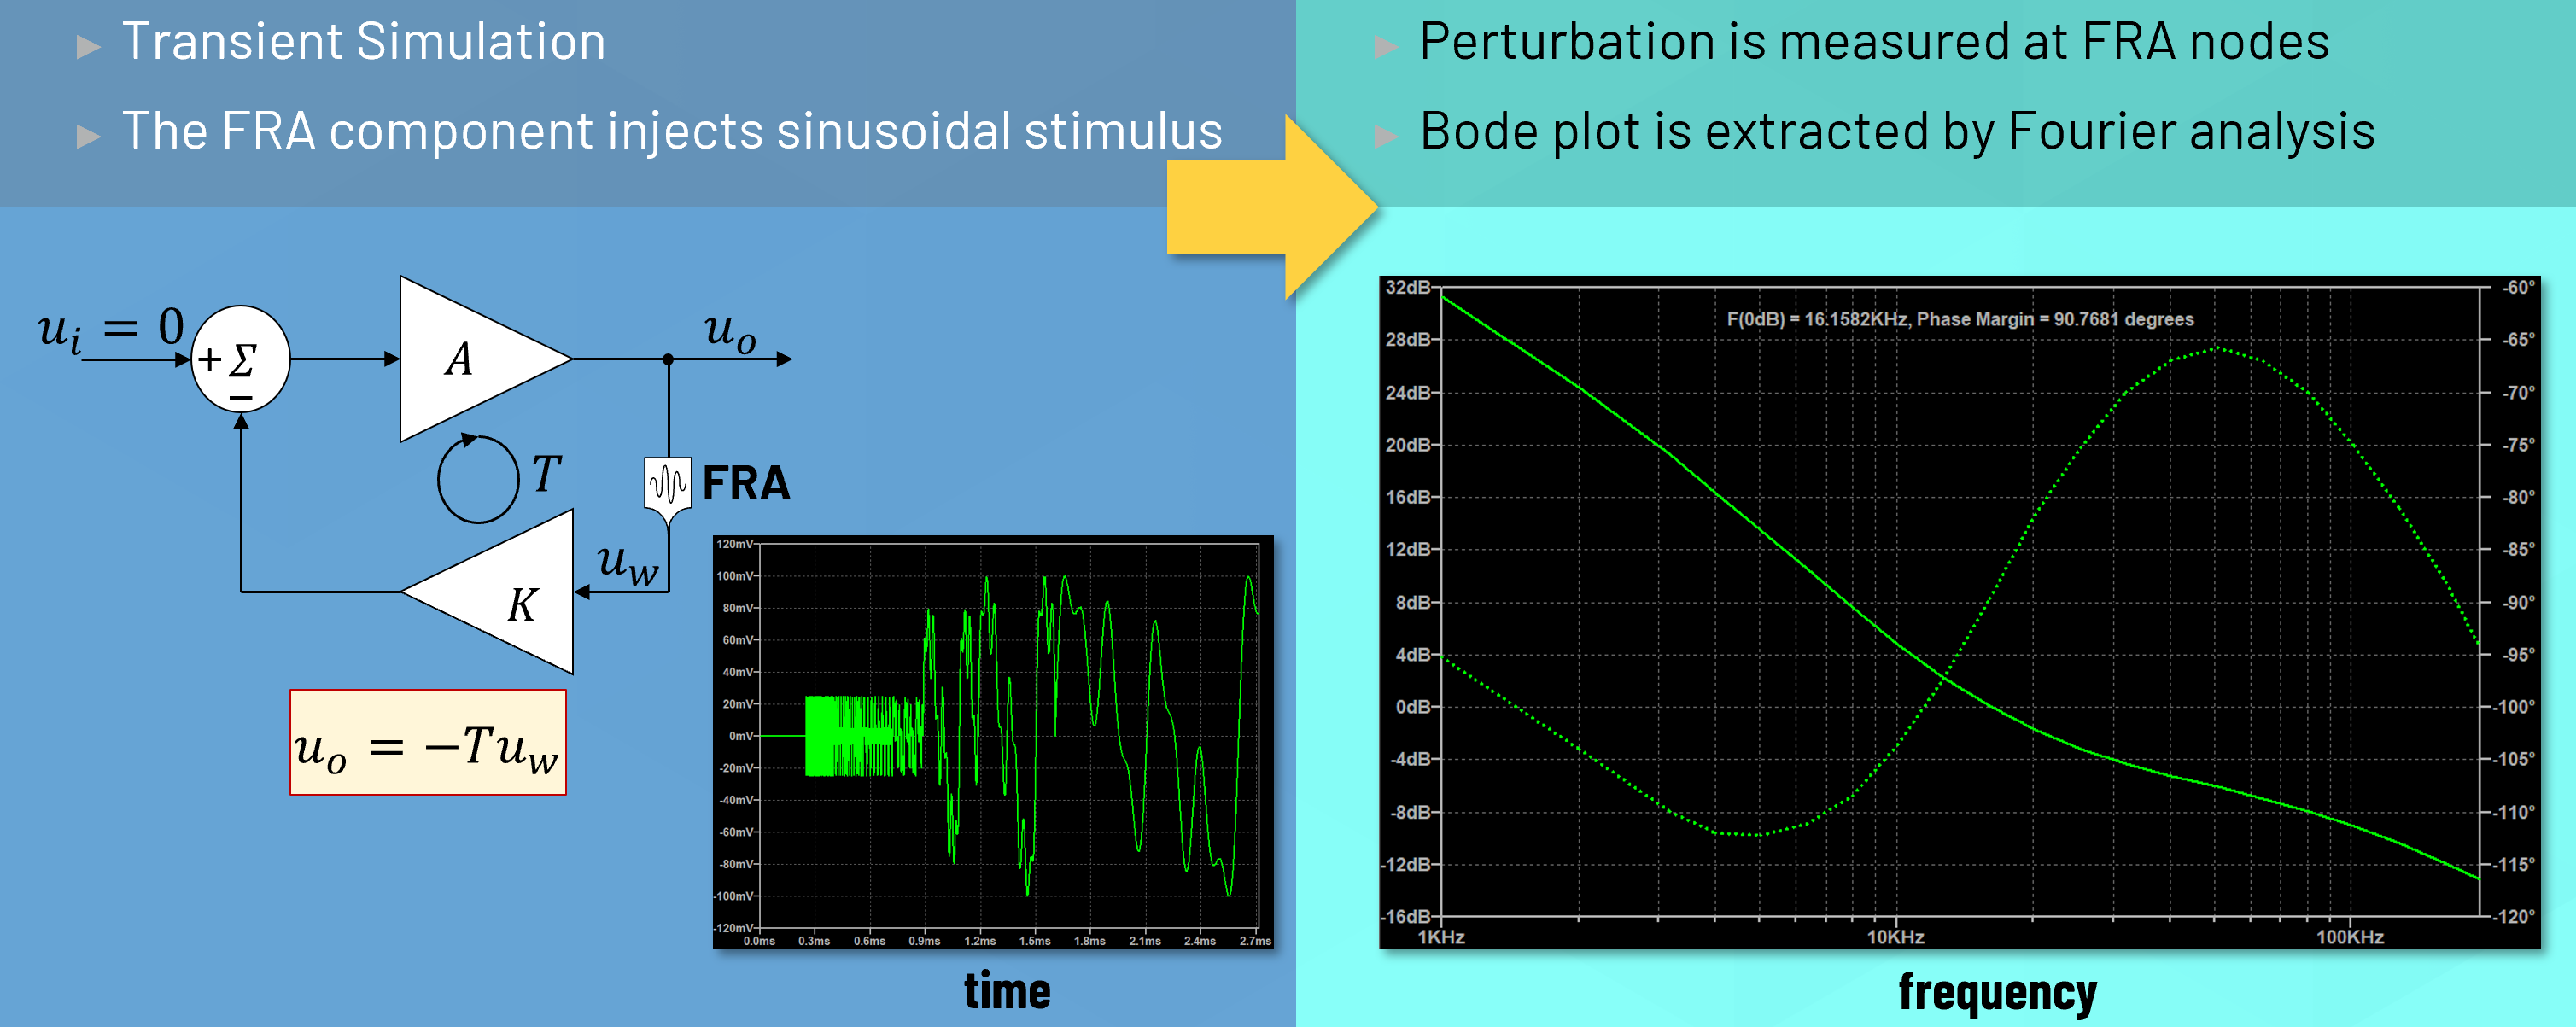 Transient Simulation
The FRA component injects sinusoidal stimulus
Perturbation is measured at FRA nodes
Bode plot is extracted by Fourier analysis
u_i = 0
+ Σ
−
A
u_o
T
FRA
u_w
K
u_o = −Tu_w
120mV
100mV
80mV
60mV
40mV
20mV
0mV
-20mV
-40mV
-60mV
-80mV
-100mV
-120mV
0.0ms 0.3ms 0.6ms 0.9ms 1.2ms 1.5ms 1.8ms 2.1ms 2.4ms 2.7ms
time
F(0dB) = 16.1582KHz, Phase Margin = 90.7681 degrees
32dB -60°
28dB -65°
24dB -70°
20dB -75°
16dB -80°
12dB -85°
8dB -90°
4dB -95°
0dB -100°
-4dB -105°
-8dB -110°
-12dB -115°
-16dB -120°
1KHz 10KHz 100KHz
frequency